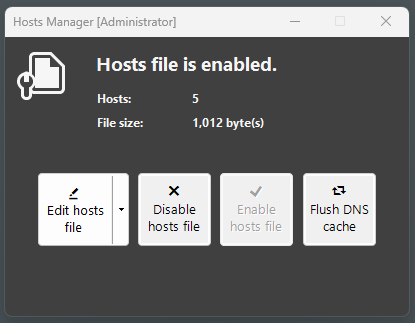 Hosts Manager [Administrator]
Hosts file is enabled.
Hosts: 5
File size: 1,012 byte(s)
Edit hosts
file
Disable
hosts file
Enable
hosts file
Flush DNS
cache